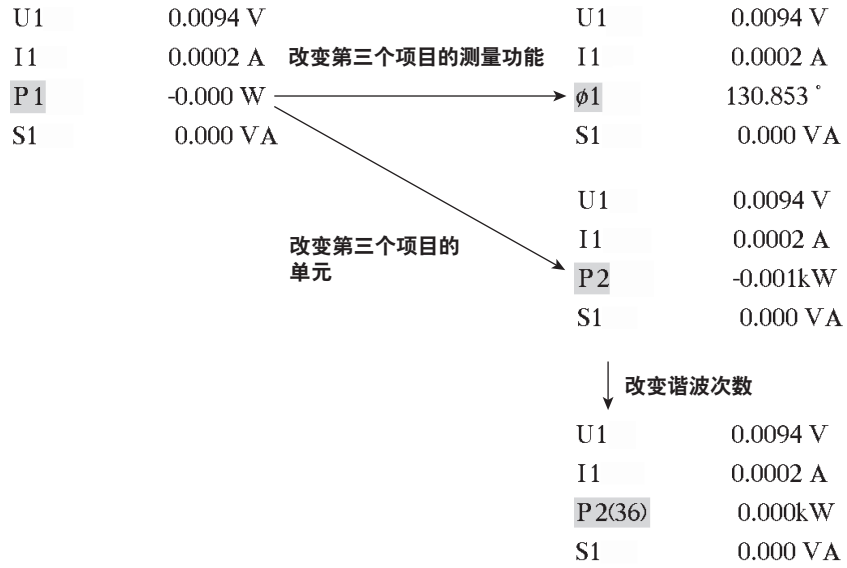 U1 0.0094 V
I1 0.0002 A
P1 -0.000 W
S1 0.000 VA
改变第三个项目的测量功能
U1 0.0094 V
I1 0.0002 A
ø1 130.853 °
S1 0.000 VA
改变第三个项目的
单元
U1 0.0094 V
I1 0.0002 A
P2 -0.001kW
S1 0.000 VA
改变谐波次数
U1 0.0094 V
I1 0.0002 A
P2(36) 0.000kW
S1 0.000 VA